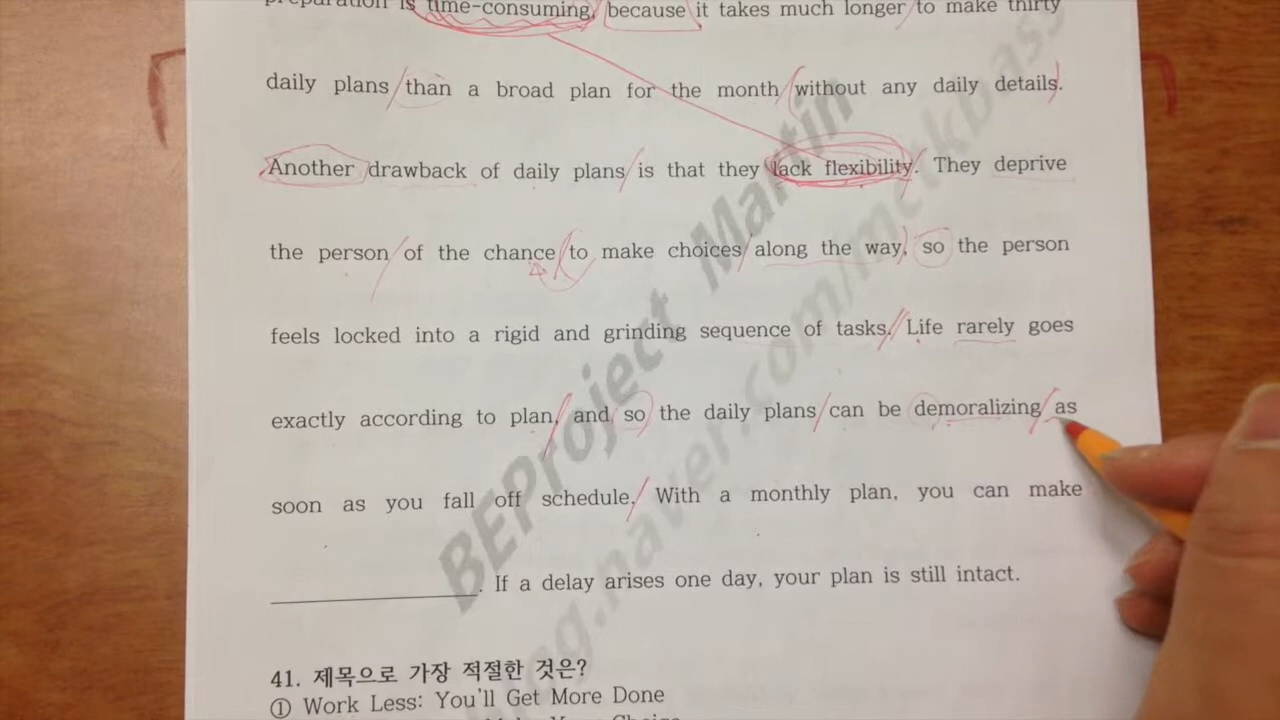 preparation is time-consuming, because it takes much longer to make thirty
daily plans than a broad plan for the month without any daily details.
Another drawback of daily plans is that they lack flexibility. They deprive
the person of the chance to make choices along the way, so the person
feels locked into a rigid and grinding sequence of tasks. Life rarely goes
exactly according to plan, and so the daily plans can be demoralizing as
soon as you fall off schedule. With a monthly plan, you can make
____________. If a delay arises one day, your plan is still intact.
41. 제목으로 가장 적절한 것은?
① Work Less: You'll Get More Done
BEProject Martin
blog.naver.com/mctkbass